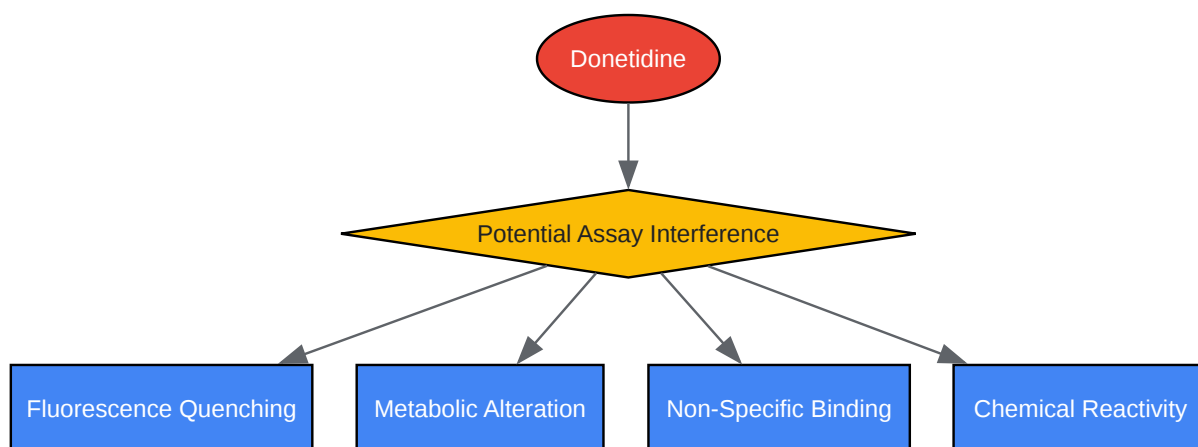 Donetidine
Potential Assay Interference
Fluorescence Quenching
Metabolic Alteration
Non-Specific Binding
Chemical Reactivity